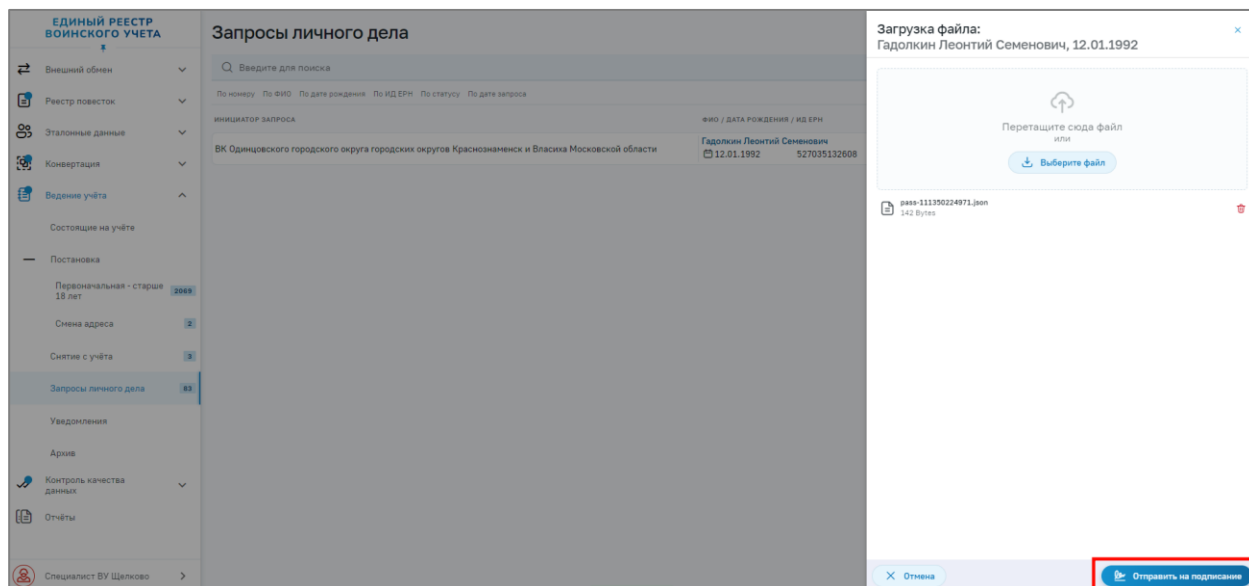 ЕДИНЫЙ РЕЕСТР
ВОИНСКОГО УЧЕТА
Внешний обмен
Реестр повесток
Эталонные данные
Конвертация
Ведение учёта
Состоящие на учёте
Постановка
Первоначальная - старше
18 лет
2069
Смена адреса
2
Снятие с учёта
3
Запросы личного дела
83
Уведомления
Архив
Контроль качества
данных
Отчёты
Специалист ВУ Щелково
Запросы личного дела
Введите для поиска
По номеру По ФИО По дате рождения По ИД ЕРН По статусу По дате запроса
ИНИЦИАТОР ЗАПРОСА
ФИО / ДАТА РОЖДЕНИЯ / ИД ЕРН
ВК Одинцовского городского округа городских округов Краснознаменск и Власиха Московской области
Гадолкин Леонтий Семенович
12.01.1992 527035132608
Загрузка файла:
Гадолкин Леонтий Семенович, 12.01.1992
Перетащите сюда файл
или
Выберите файл
pass-111350224971.json
142 Bytes
Отмена
Отправить на подписание